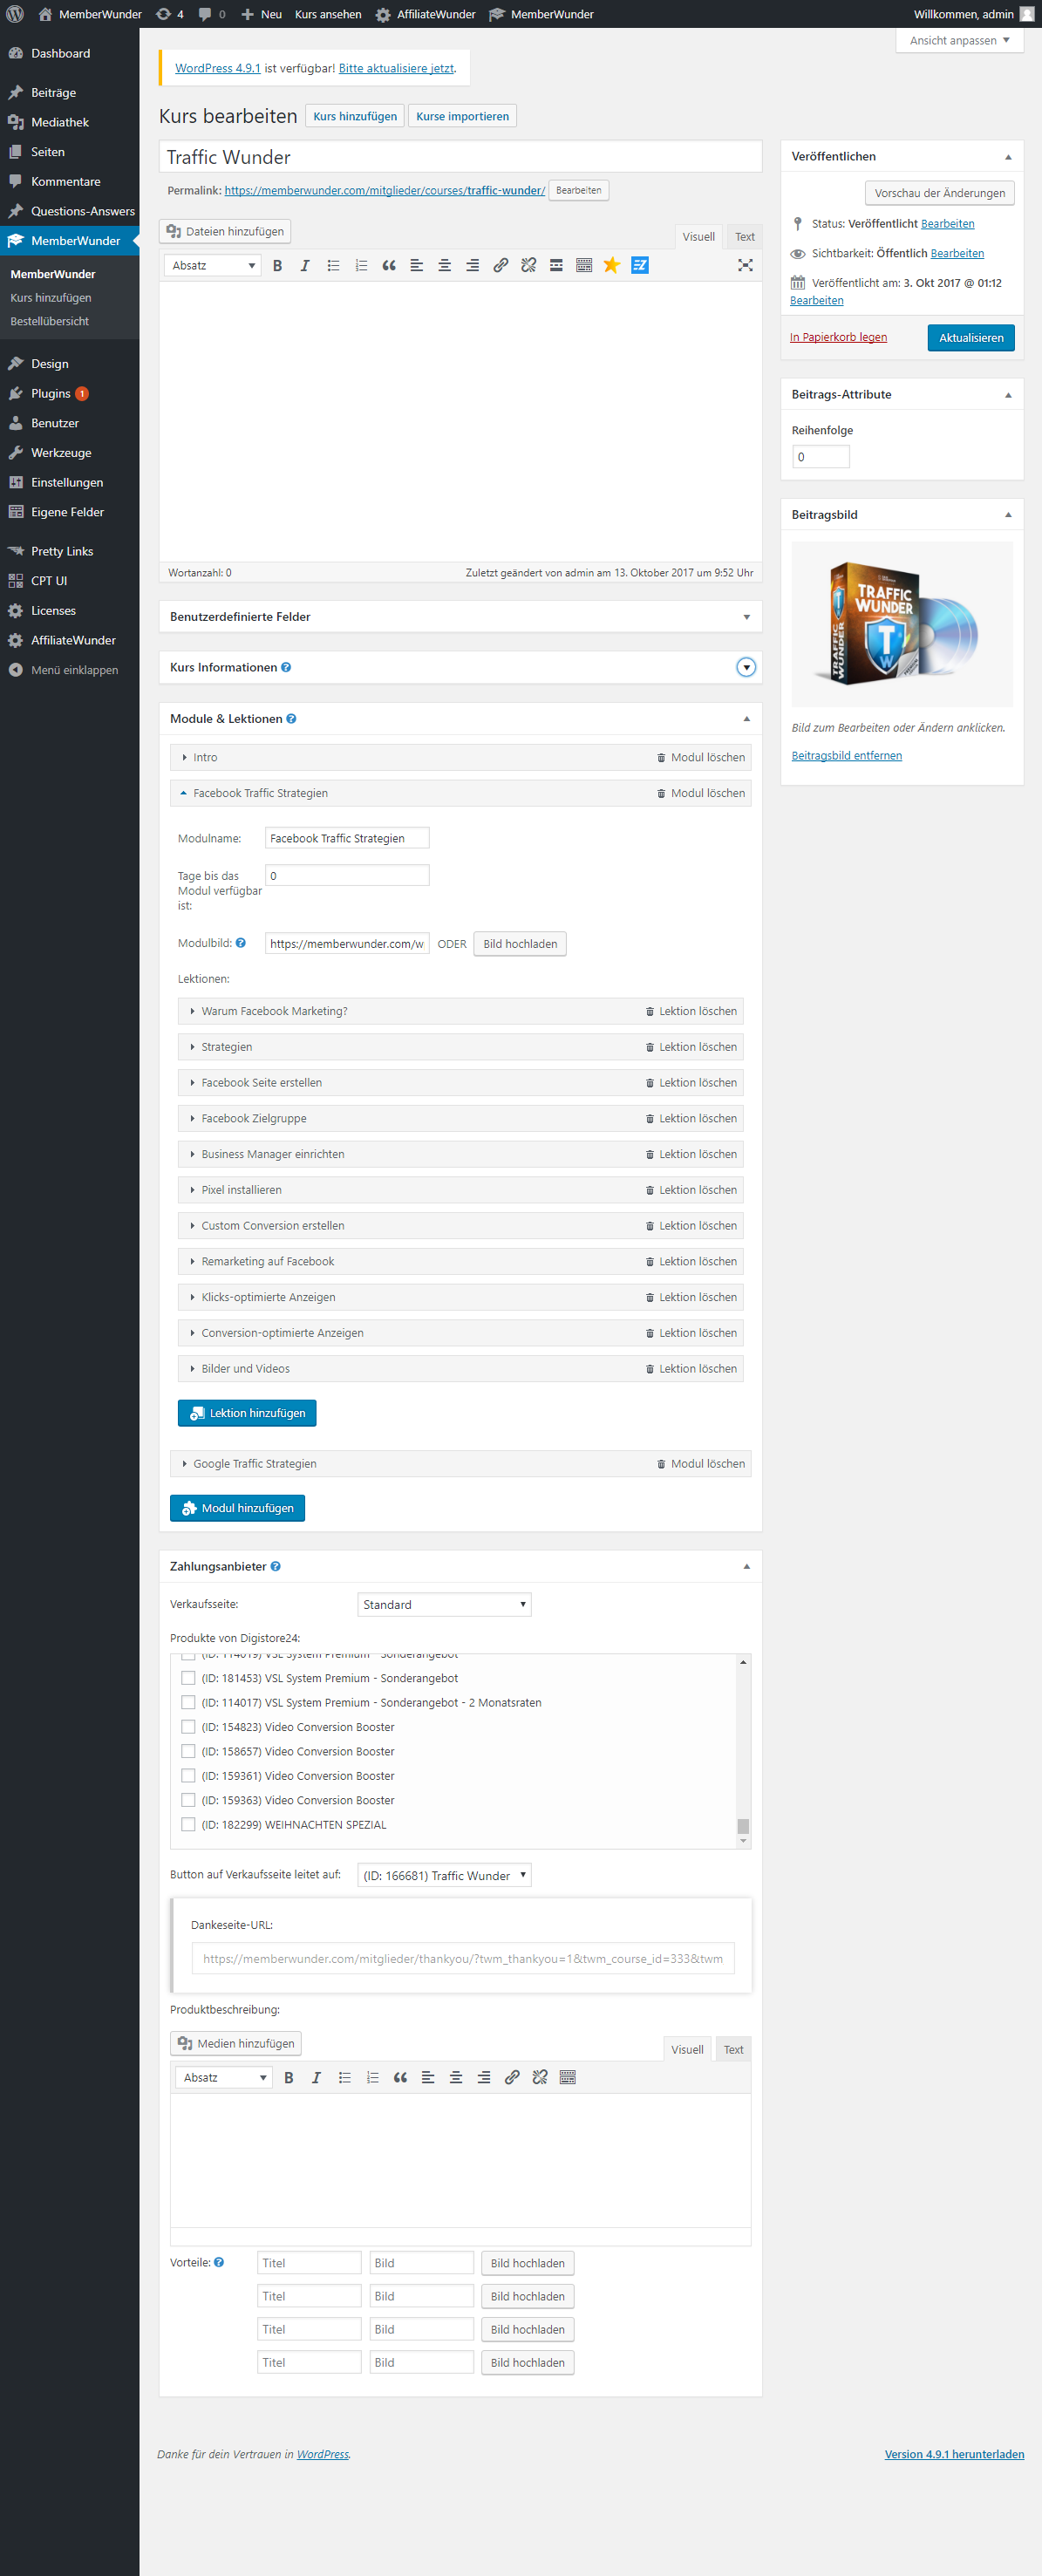 MemberWunder 4 0 Neu Kurs ansehen AffiliateWunder MemberWunder Willkommen, admin
Ansicht anpassen
Dashboard
Beiträge
Mediathek
Seiten
Kommentare
Questions-Answers
MemberWunder
MemberWunder
Kurs hinzufügen
Bestellübersicht
Design
Plugins 1
Benutzer
Werkzeuge
Einstellungen
Eigene Felder
Pretty Links
CPT UI
Licenses
AffiliateWunder
Menü einklappen
WordPress 4.9.1 ist verfügbar! Bitte aktualisiere jetzt.
Kurs bearbeiten Kurs hinzufügen Kurse importieren
Traffic Wunder
Permalink: https://memberwunder.com/mitglieder/courses/traffic-wunder/ Bearbeiten
Dateien hinzufügen Visuell Text
Absatz
Wortanzahl: 0 Zuletzt geändert von admin am 13. Oktober 2017 um 9:52 Uhr
Benutzerdefinierte Felder
Kurs Informationen
Module & Lektionen
Intro Modul löschen
Facebook Traffic Strategien Modul löschen
Modulname: Facebook Traffic Strategien
Tage bis das 0
Modul verfügbar
ist:
Modulbild: https://memberwunder.com/w ODER Bild hochladen
Lektionen:
Warum Facebook Marketing? Lektion löschen
Strategien Lektion löschen
Facebook Seite erstellen Lektion löschen
Facebook Zielgruppe Lektion löschen
Business Manager einrichten Lektion löschen
Pixel installieren Lektion löschen
Custom Conversion erstellen Lektion löschen
Remarketing auf Facebook Lektion löschen
Klicks-optimierte Anzeigen Lektion löschen
Conversion-optimierte Anzeigen Lektion löschen
Bilder und Videos Lektion löschen
Lektion hinzufügen
Google Traffic Strategien Modul löschen
Modul hinzufügen
Zahlungsanbieter
Verkaufsseite: Standard
Produkte von Digistore24:
(ID: 114019) VSL System Premium - Sonderangebot
(ID: 181453) VSL System Premium - Sonderangebot
(ID: 114017) VSL System Premium - Sonderangebot - 2 Monatsraten
(ID: 154823) Video Conversion Booster
(ID: 158657) Video Conversion Booster
(ID: 159361) Video Conversion Booster
(ID: 159363) Video Conversion Booster
(ID: 182299) WEIHNACHTEN SPEZIAL
Button auf Verkaufsseite leitet auf: (ID: 166681) Traffic Wunder
Dankeseite-URL:
https://memberwunder.com/mitglieder/thankyou/?twm_thankyou=1&twm_course_id=333&twm
Produktbeschreibung:
Medien hinzufügen Visuell Text
Absatz
Vorteile: Titel Bild Bild hochladen
Titel Bild Bild hochladen
Titel Bild Bild hochladen
Titel Bild Bild hochladen
Veröffentlichen
Vorschau der Änderungen
Status: Veröffentlicht Bearbeiten
Sichtbarkeit: Öffentlich Bearbeiten
Veröffentlicht am: 3. Okt 2017 @ 01:12
Bearbeiten
In Papierkorb legen Aktualisieren
Beitrags-Attribute
Reihenfolge
0
Beitragsbild
TRAFFIC
WUNDER
TRAFFIC WUNDER
T
W
Bild zum Bearbeiten oder Ändern anklicken.
Beitragsbild entfernen
Danke für dein Vertrauen in WordPress. Version 4.9.1 herunterladen